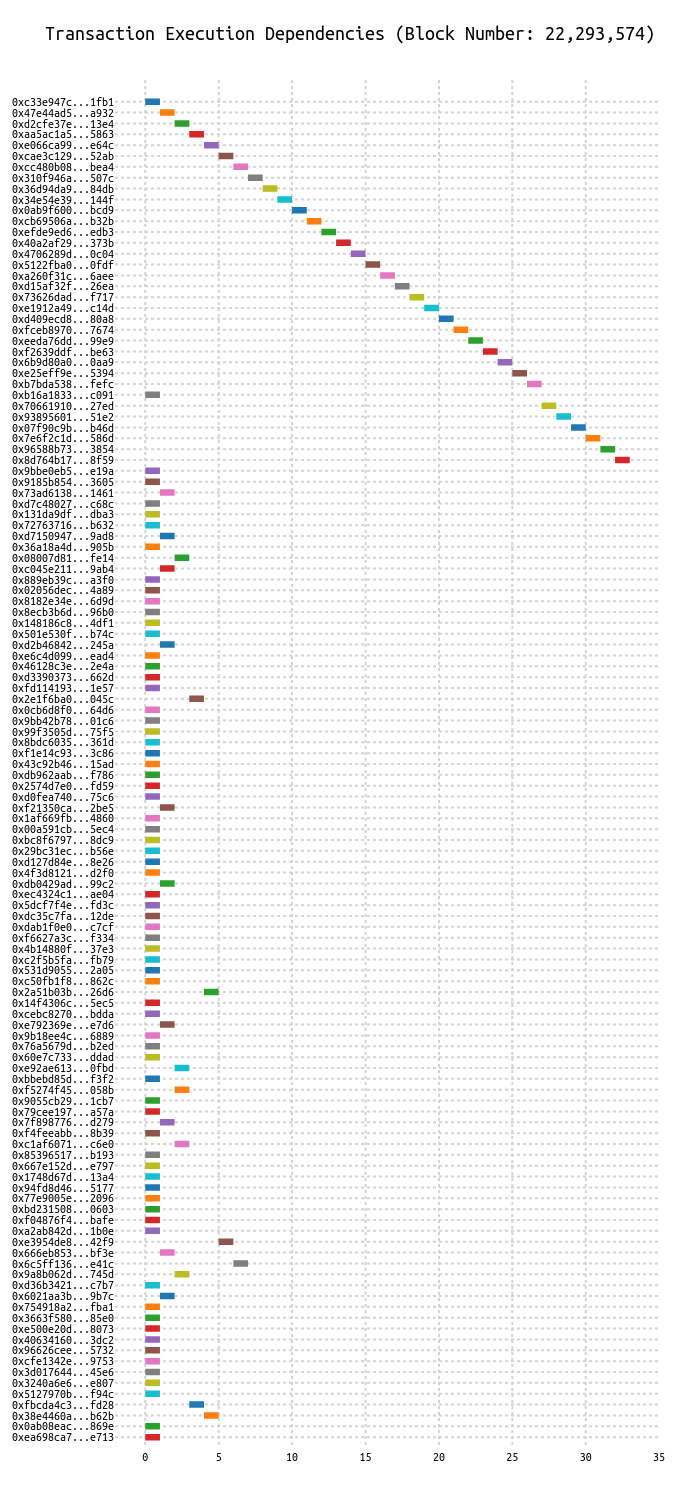 Transaction Execution Dependencies (Block Number: 22,293,574)
0xc33e947c...1fb1
0x47e44ad5...a932
0xd2cfe37e...13e4
0xaa5ac1a5...5863
0xe066ca99...e64c
0xcae3c129...52ab
0xcc480b08...bea4
0x310f946a...507c
0x36d94da9...84db
0x34e54e39...144f
0x0ab9f600...bcd9
0xcb69506a...b32b
0xefde9ed6...edb3
0x40a2af29...373b
0x4706289d...0c04
0x5122fba0...0fdf
0xa260f31c...6aee
0xd15af32f...26ea
0x73626dad...f717
0xe1912a49...c14d
0xd409ecd8...80a8
0xfceb8970...7674
0xeeda76dd...99e9
0xf2639ddf...be63
0x6b9d80a0...0aa9
0xe25eff9e...5394
0xb7bda538...fefc
0xb16a1833...c091
0x70661910...27ed
0x93895601...51e2
0x07f90c9b...b46d
0x7e6f2c1d...586d
0x96588b73...3854
0x8d764b17...8f59
0x9bbe0eb5...e19a
0x9185b854...3605
0x73ad6138...1461
0xd7c48027...c68c
0x131da9df...dba3
0x72763716...b632
0xd7150947...9ad8
0x36a18a4d...905b
0x08007d81...fe14
0xc045e211...9ab4
0x889eb39c...a3f0
0x02056dec...4a89
0x8182e34e...6d9d
0x8ecb3b6d...96b0
0x148186c8...4df1
0x501e530f...b74c
0xd2b46842...245a
0xe6c4d099...ead4
0x46128c3e...2e4a
0xd3390373...662d
0xfd114193...1e57
0x2e1f6ba0...045c
0x0cb6d8f0...64d6
0x9bb42b78...01c6
0x99f3505d...75f5
0x8bdc6035...361d
0xf1e14c93...3c86
0x43c92b46...15ad
0xdb962aab...f786
0x2574d7e0...fd59
0xd0fea740...75c6
0xf21350ca...2be5
0x1af669fb...4860
0x00a591cb...5ec4
0xbc8f6797...8dc9
0x29bc31ec...b56e
0xd127d84e...8e26
0x4f3d8121...d2f0
0xdb0429ad...99c2
0xec4324c1...ae04
0x5dcf7f4e...fd3c
0xdc35c7fa...12de
0xdab1f0e0...c7cf
0xf6627a3c...f334
0x4b14880f...37e3
0xc2f5b5fa...fb79
0x531d9055...2a05
0xc50fb1f8...862c
0x2a51b03b...26d6
0x14f4306c...5ec5
0xcebc8270...bdda
0xe792369e...e7d6
0x9b18ee4c...6889
0x76a5679d...b2ed
0x60e7c733...ddad
0xe92ae613...0fbd
0xbbebd85d...f3f2
0xf5274f45...058b
0x9055cb29...1cb7
0x79cee197...a57a
0x7f898776...d279
0xf4feeabb...8b39
0xc1af6071...c6e0
0x85396517...b193
0x667e152d...e797
0x1748d67d...13a4
0x94fd8d46...5177
0x77e9005e...2096
0xbd231508...0603
0xf04876f4...bafe
0xa2ab842d...1b0e
0xe3954de8...42f9
0x666eb853...bf3e
0x6c5ff136...e41c
0x9a8b062d...745d
0xd36b3421...c7b7
0x6021aa3b...9b7c
0x754918a2...fba1
0x3663f580...85e0
0xe500e20d...8073
0x40634160...3dc2
0x96626cee...5732
0xcfe1342e...9753
0x3d017644...45e6
0x3240a6e6...e807
0x5127970b...f94c
0xfbcda4c3...fd28
0x38e4460a...b62b
0x0ab08eac...869e
0xea698ca7...e713
0 5 10 15 20 25 30 35